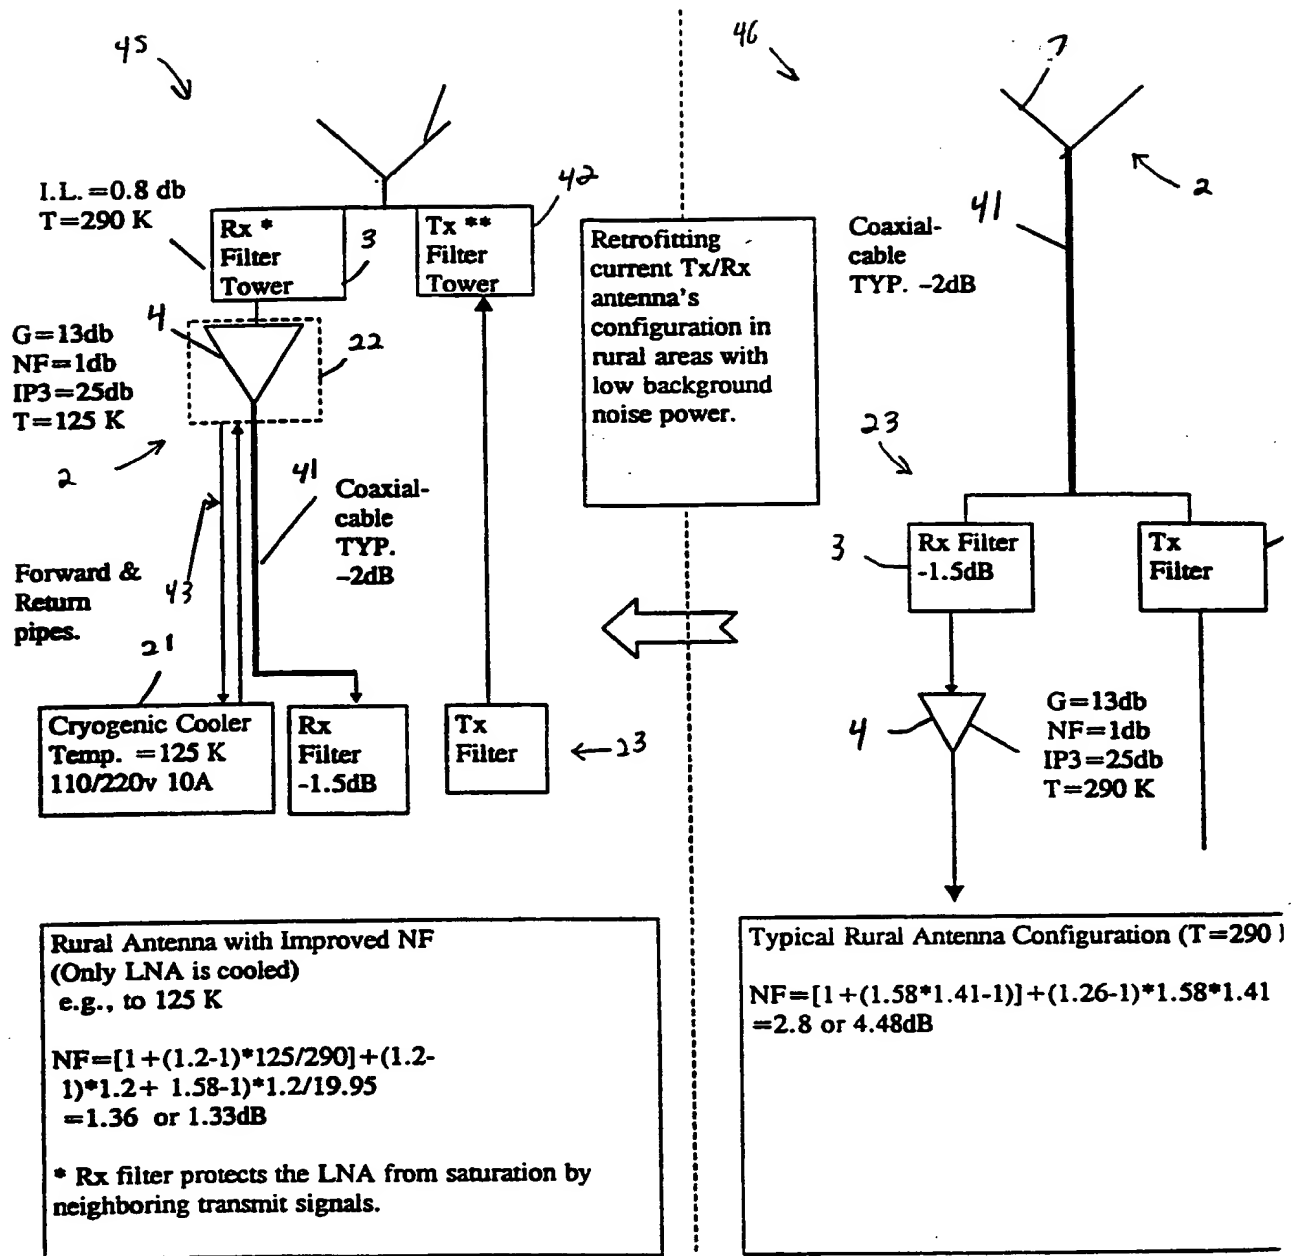 45
I.L.=0.8 db
T=290 K
Rx *
Filter
Tower
3
Tx **
Filter
Tower
42
G=13db
NF=1db
IP3=25db
T=125 K
4
22
2
41
Coaxial-
cable
TYP.
-2dB
Forward &
Return
pipes.
43
21
Cryogenic Cooler
Temp. =125 K
110/220v 10A
Rx
Filter
-1.5dB
Tx
Filter
23
Rural Antenna with Improved NF
(Only LNA is cooled)
e.g., to 125 K
NF=[1+(1.2-1)*125/290]+(1.2-
1)*1.2+ 1.58-1)*1.2/19.95
=1.36 or 1.33dB
* Rx filter protects the LNA from saturation by
neighboring transmit signals.
Retrofitting
current Tx/Rx
antenna's
configuration in
rural areas with
low background
noise power.
46
7
2
41
Coaxial-
cable
TYP. -2dB
23
3
Rx Filter
-1.5dB
Tx
Filter
4
G=13db
NF=1db
IP3=25db
T=290 K
Typical Rural Antenna Configuration (T=290
NF=[1+(1.58*1.41-1)]+(1.26-1)*1.58*1.41
=2.8 or 4.48dB